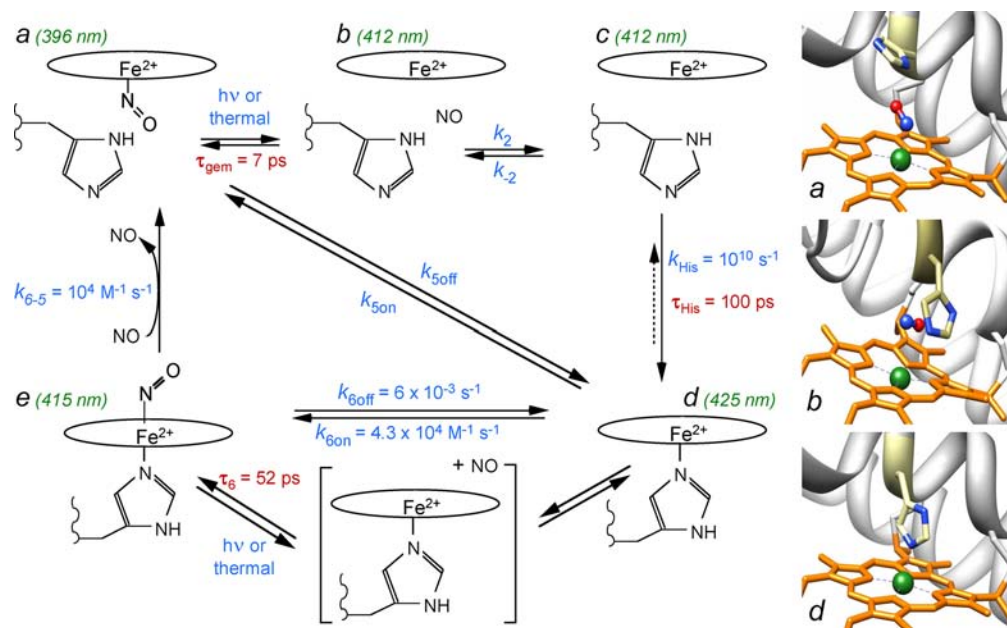 a (396 nm)
Fe²⁺
N
O
NH
N
hν or
thermal
τgem = 7 ps
b (412 nm)
Fe²⁺
NO
NH
N
k2
k-2
c (412 nm)
Fe²⁺
NH
N
NO
k6-5 = 10⁴ M⁻¹ s⁻¹
NO
k5off
k5on
kHis = 10¹⁰ s⁻¹
τHis = 100 ps
e (415 nm)
O
N
Fe²⁺
N
NH
k6off = 6 x 10⁻³ s⁻¹
k6on = 4.3 x 10⁴ M⁻¹ s⁻¹
d (425 nm)
Fe²⁺
N
NH
τ6 = 52 ps
hν or
thermal
+ NO
Fe²⁺
N
NH
a
b
d